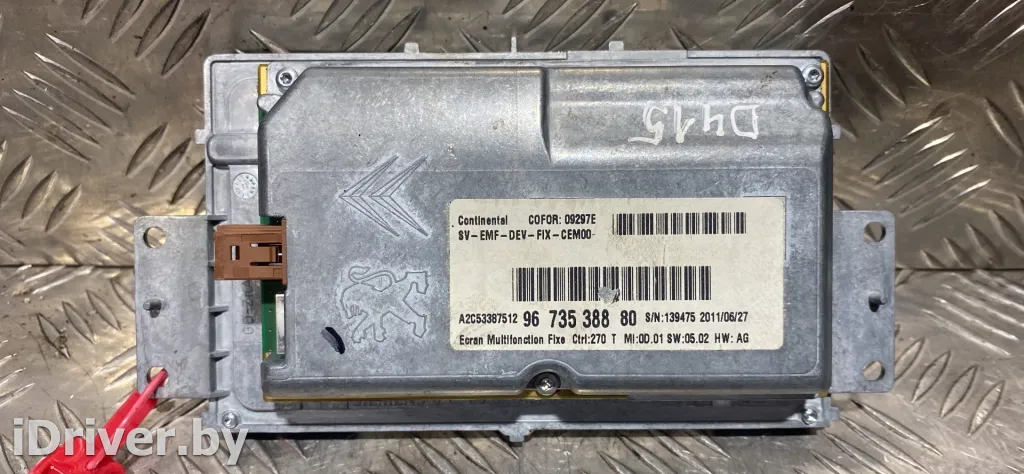 D415
Continental COFOR: 09297E
SV-EMF-DEV-FIX-CEM00
A2C53387512 96 735 388 80 S/N:139475 2011/06/27
Ecran Multifonction Fixe Ctrl:270 T MI:0D.01 SW:05.02 HW: AG
iDriver.by